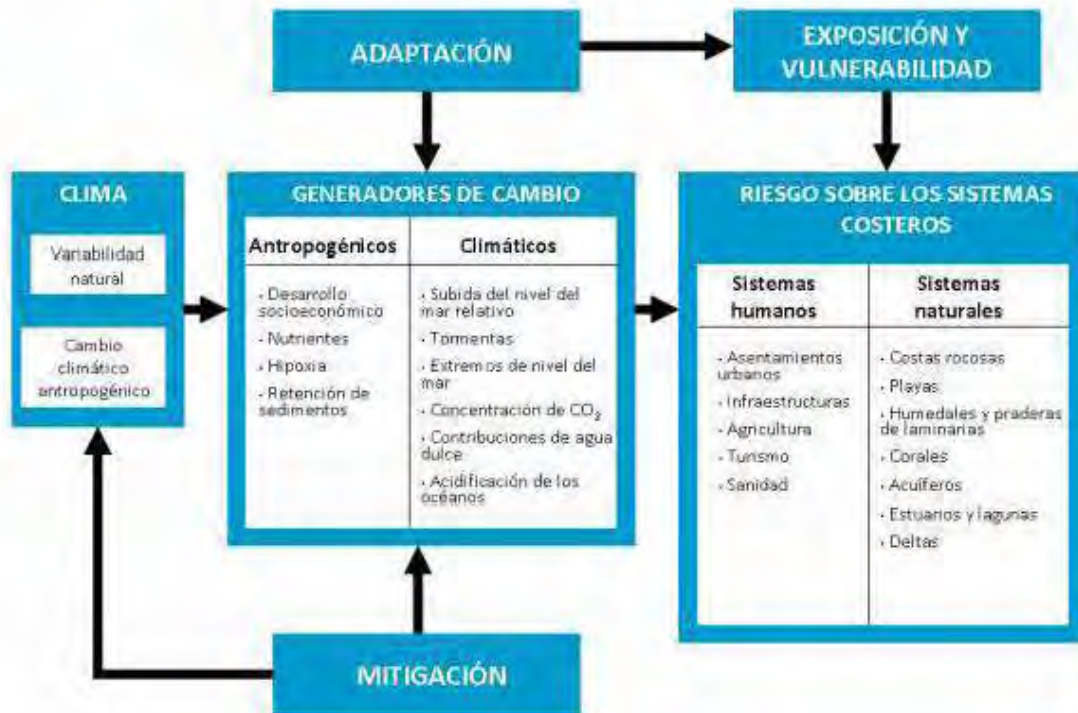 ADAPTACIÓN
EXPOSICIÓN Y
VULNERABILIDAD
CLIMA
Variabilidad
natural
Cambio
climático
antropogénico
GENERADORES DE CAMBIO
Antropogénicos
- Desarrollo
socioeconómico
- Nutrientes
- Hipoxia
- Retención de
sedimentos
Climáticos
- Subida del nivel del
mar relativo
- Tormentas
- Extremos de nivel del
mar
- Concentración de CO₂
- Contribuciones de agua
dulce
- Acidificación de los
océanos
RIESGO SOBRE LOS SISTEMAS
COSTEROS
Sistemas
humanos
- Asentamientos
urbanos
- Infraestructuras
- Agricultura
- Turismo
- Sanidad
Sistemas
naturales
- Costas rocosas
- Playas
- Humedales y praderas
de laminarias
- Corales
- Acuíferos
- Estuarios y lagunas
- Deltas
MITIGACIÓN